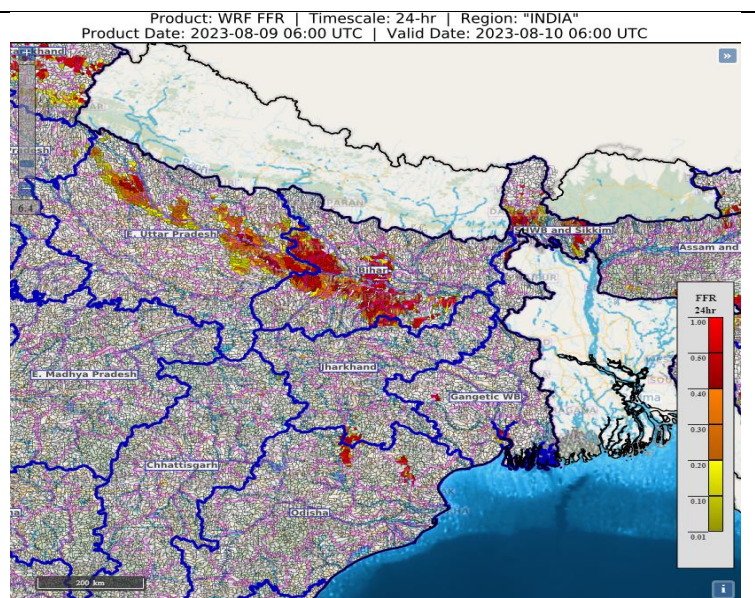 Product: WRF FFR | Timescale: 24-hr | Region: "INDIA"
Product Date: 2023-08-09 06:00 UTC | Valid Date: 2023-08-10 06:00 UTC
»
PARAN
SHWB and Sikkim
E. Uttar Pradesh
Bihar
Assam and
FFR
24hr
1.00
0.50
0.40
0.30
0.20
0.10
0.01
Jharkhand
E. Madhya Pradesh
Gangetic WB
Chhattisgarh
Odisha
200 km
i